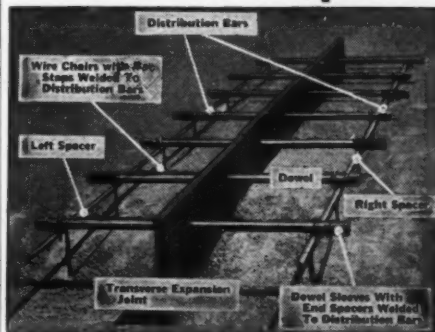 Distribution Bars
Wire Chairs with
Stops Welded To
Distribution Bars
Left Spacer
Dowel
Right Spacer
Transverse Expansion
Joint
Dowel Sleeves With
End Spacers Welded
To Distribution Bars